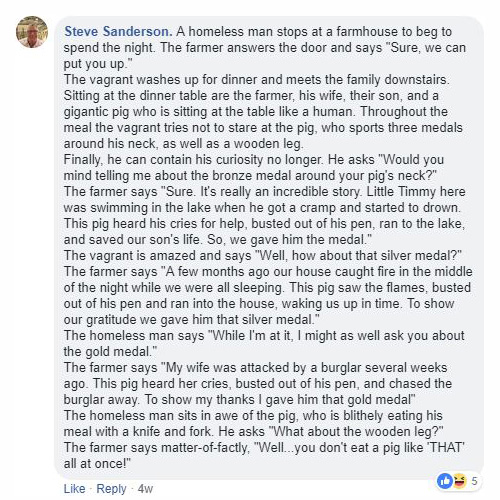 Steve Sanderson. A homeless man stops at a farmhouse to beg to
spend the night. The farmer answers the door and says "Sure, we can
put you up."
The vagrant washes up for dinner and meets the family downstairs.
Sitting at the dinner table are the farmer, his wife, their son, and a
gigantic pig who is sitting at the table like a human. Throughout the
meal the vagrant tries not to stare at the pig, who sports three medals
around his neck, as well as a wooden leg.
Finally, he can contain his curiosity no longer. He asks "Would you
mind telling me about the bronze medal around your pig's neck?"
The farmer says "Sure. It's really an incredible story. Little Timmy here
was swimming in the lake when he got a cramp and started to drown.
This pig heard his cries for help, busted out of his pen, ran to the lake,
and saved our son's life. So, we gave him the medal."
The vagrant is amazed and says "Well, how about that silver medal?"
The farmer says "A few months ago our house caught fire in the middle
of the night while we were all sleeping. This pig saw the flames, busted
out of his pen and ran into the house, waking us up in time. To show
our gratitude we gave him that silver medal."
The homeless man says "While I'm at it, I might as well ask you about
the gold medal."
The farmer says "My wife was attacked by a burglar several weeks
ago. This pig heard her cries, busted out of his pen, and chased the
burglar away. To show my thanks I gave him that gold medal"
The homeless man sits in awe of the pig, who is blithely eating his
meal with a knife and fork. He asks "What about the wooden leg?"
The farmer says matter-of-factly, "Well...you don't eat a pig like 'THAT'
all at once!"
5
Like · Reply · 4w